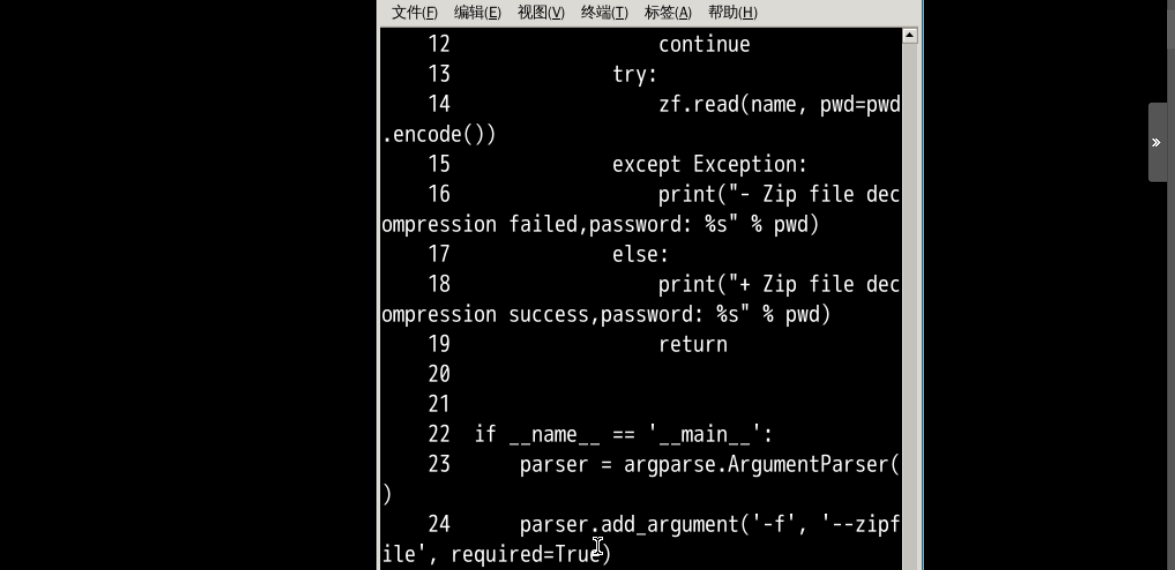 文件(F) 编辑(E) 视图(V) 终端(T) 标签(A) 帮助(H)
12                  continue
13              try:
14                  zf.read(name, pwd=pwd
.encode())
15              except Exception:
16                  print("- Zip file dec
ompression failed,password: %s" % pwd)
17              else:
18                  print("+ Zip file dec
ompression success,password: %s" % pwd)
19                  return
20
21
22  if __name__ == '__main__':
23      parser = argparse.ArgumentParser(
)
24      parser.add_argument('-f', '--zipf
ile', required=True)
»